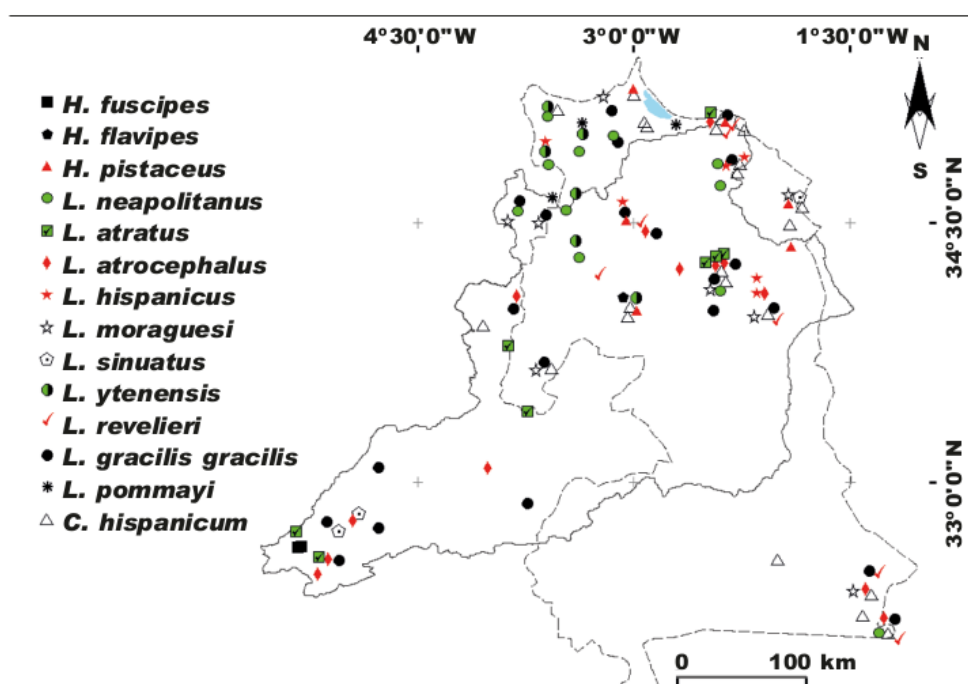 4°30'0"W 3°0'0"W 1°30'0"W
N
S
H. fuscipes
H. flavipes
H. pistaceus
L. neapolitanus
L. atratus
L. atrocephalus
L. hispanicus
L. moraguesi
L. sinuatus
L. ytenensis
L. revelieri
L. gracilis gracilis
L. pommayi
C. hispanicum
34°30'0"N
33°0'0"N
0 100 km